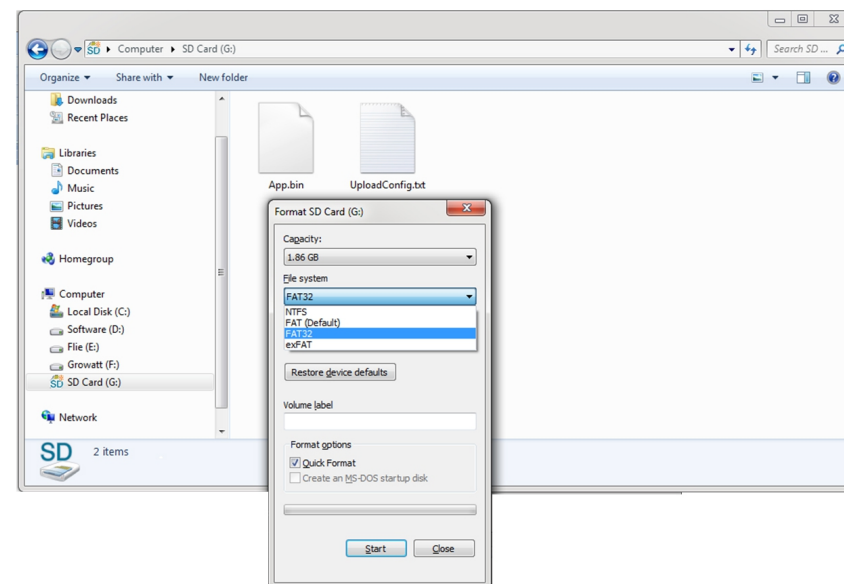 SD Computer SD Card (G:) Search SD ...
Organize Share with New folder
Downloads
Recent Places
Libraries
Documents
Music
Pictures
Videos
Homegroup
Computer
Local Disk (C:)
Software (D:)
Flie (E:)
Growatt (F:)
SD SD Card (G:)
Network
App.bin
UploadConfig.txt
Format SD Card (G:)
Capacity:
1.86 GB
File system
FAT32
NTFS
FAT (Default)
FAT32
exFAT
Restore device defaults
Volume label
Format options
Quick Format
Create an MS-DOS startup disk
Start Close
SD 2 items